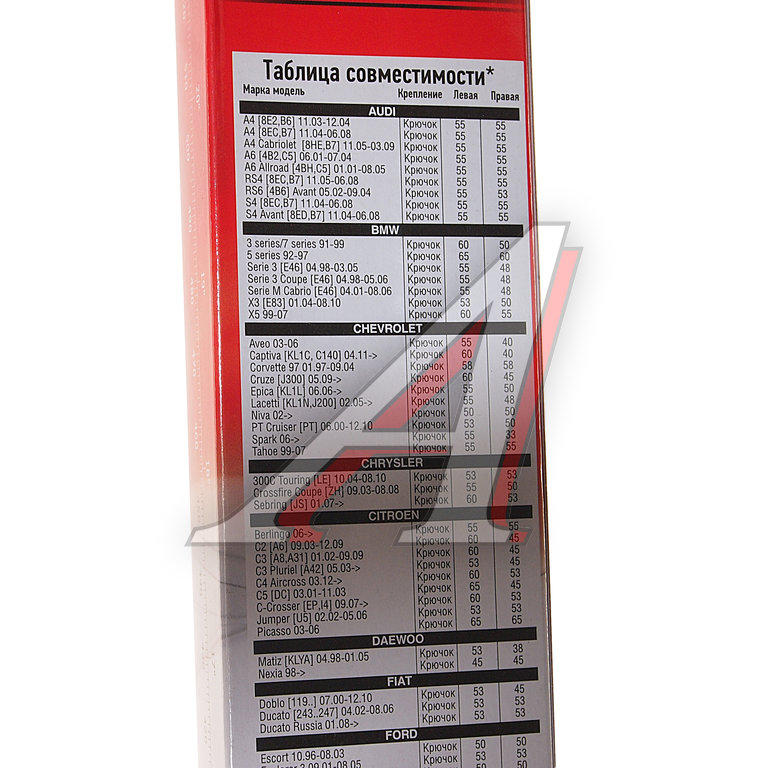 Таблица совместимости*
Марка модель Крепление Левая Правая
AUDI
A4 [8E2,B6] 11.03-12.04 Крючок 55 55
A4 [8EC,B7] 11.04-06.08 Крючок 55 55
A4 Cabriolet [8HE,B7] 11.05-03.09 Крючок 55 55
A6 [4B2,C5] 06.01-07.04 Крючок 55 55
A6 Allroad [4BH,C5] 01.01-08.05 Крючок 55 55
RS4 [8EC,B7] 11.05-06.08 Крючок 55 55
RS6 [4B6] Avant 05.02-09.04 Крючок 55 53
S4 [8EC,B7] 11.04-06.08 Крючок 55 55
S4 Avant [8ED,B7] 11.04-06.08 Крючок 55 55
BMW
3 series/7 series 91-99 Крючок 60 50
5 series 92-97 Крючок 65 60
Serie 3 [E46] 04.98-03.05 Крючок 55 48
Serie 3 Coupe [E46] 04.98-05.06 Крючок 55 48
Serie M Cabrio [E46] 04.01-08.06 Крючок 55 48
X3 [E83] 01.04-08.10 Крючок 53 50
X5 99-07 Крючок 60 55
CHEVROLET
Aveo 03-06 Крючок 55 40
Captiva [KL1C, C140] 04.11-> Крючок 60 40
Corvette 97 01.97-09.04 Крючок 58 58
Cruze [J300] 05.09-> Крючок 60 45
Epica [KL1L] 06.06-> Крючок 55 50
Lacetti [KL1N,J200] 02.05-> Крючок 55 48
Niva 02-> Крючок 50 50
PT Cruiser [PT] 06.00-12.10 Крючок 53 50
Spark 06-> Крючок 55 33
Tahoe 99-07 Крючок 55 55
CHRYSLER
300C Touring [LE] 10.04-08.10 Крючок 53 53
Crossfire Coupe [ZH] 09.03-08.08 Крючок 55 50
Sebring [JS] 01.07-> Крючок 60 53
CITROEN
Berlingo 06-> Крючок 55 55
C2 [A6] 09.03-12.09 Крючок 60 45
C3 [A8,A31] 01.02-09.09 Крючок 60 45
C3 Pluriel [A42] 05.03-> Крючок 53 45
C4 Aircross 03.12-> Крючок 60 53
C5 [DC] 03.01-11.03 Крючок 65 55
C-Crosser [EP,I4] 09.07-> Крючок 60 53
Jumper [U5] 02.02-05.06 Крючок 53 53
Picasso 03-06 Крючок 65 65
DAEWOO
Matiz [KLYA] 04.98-01.05 Крючок 53 38
Nexia 98-> Крючок 45 45
FIAT
Doblo [119..] 07.00-12.10 Крючок 53 45
Ducato [243..247] 04.02-08.06 Крючок 53 53
Ducato Russia 01.08-> Крючок 53 53
FORD
Escort 10.96-08.03 Крючок 50 50